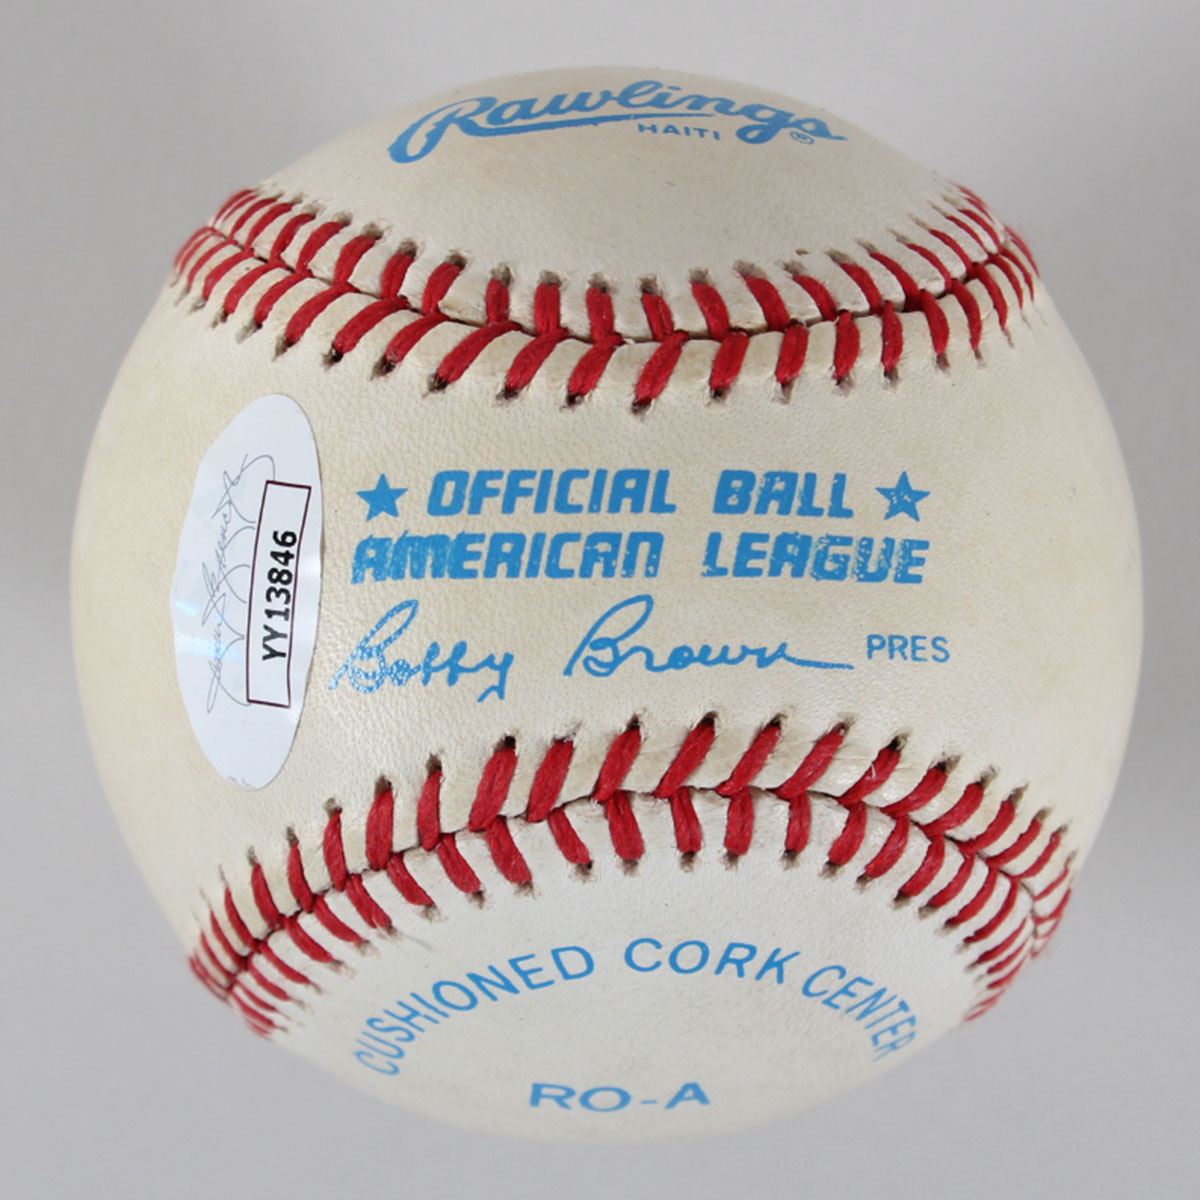 Rawlings ®
HAITI
★ OFFICIAL BALL ★
AMERICAN LEAGUE
Bobby Brown PRES
YY13846
CUSHIONED CORK CENTER
RO-A